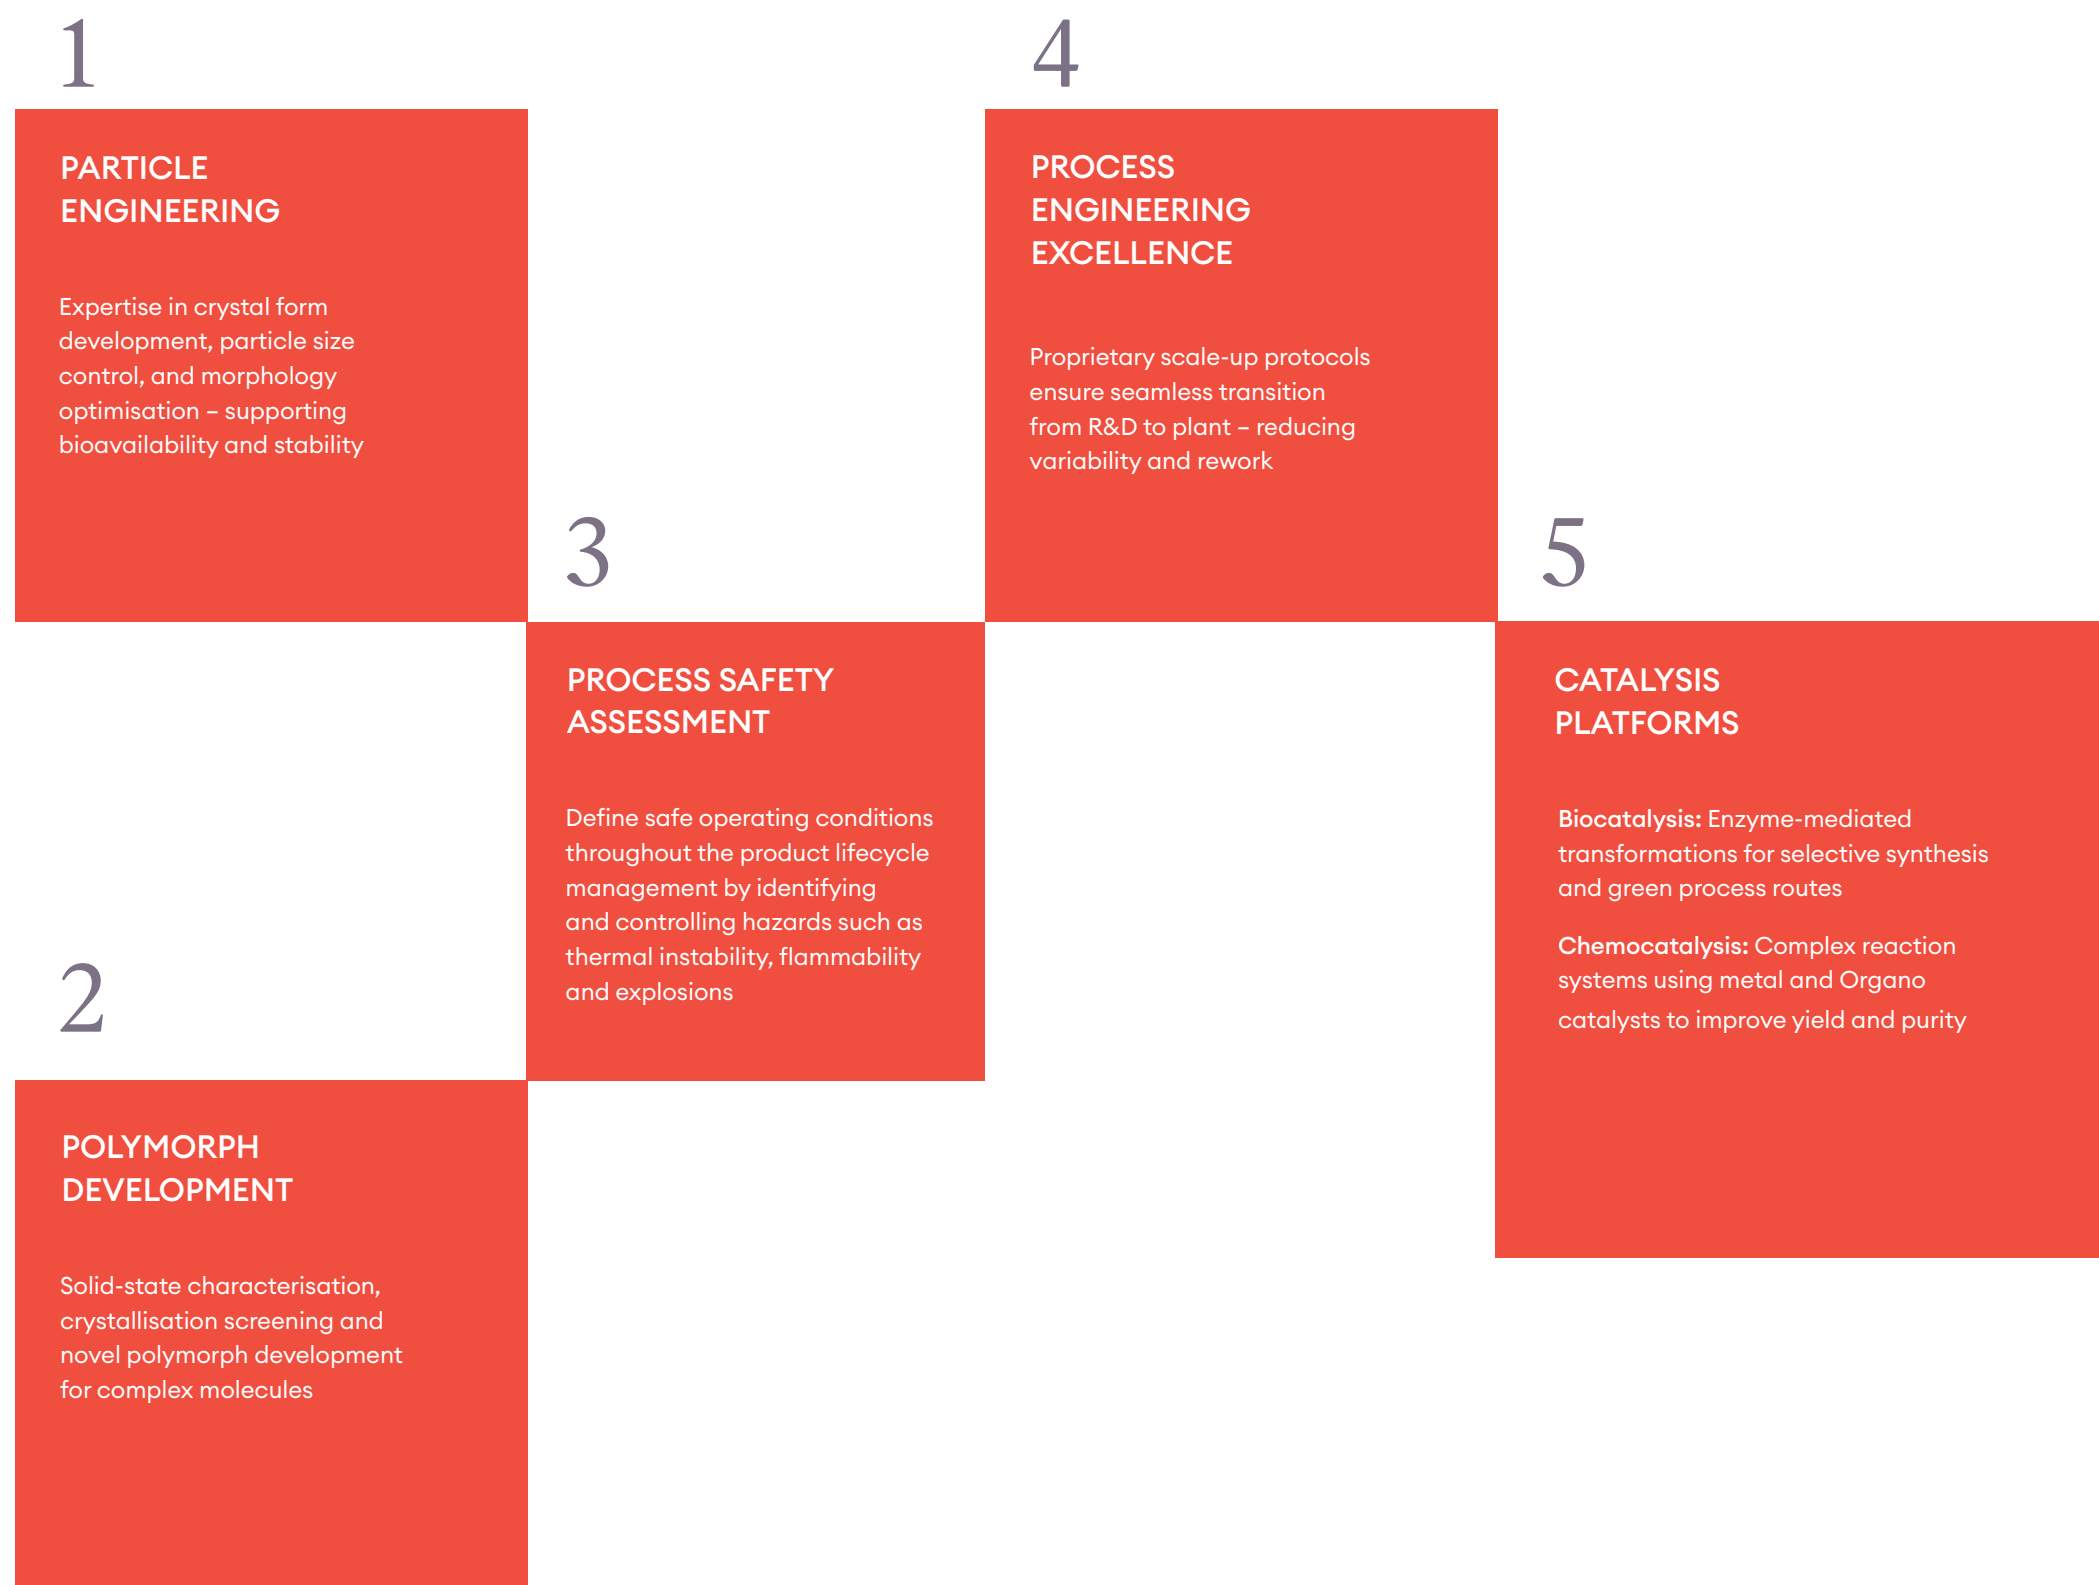 1
PARTICLE
ENGINEERING
Expertise in crystal form
development, particle size
control, and morphology
optimisation – supporting
bioavailability and stability
2
POLYMORPH
DEVELOPMENT
Solid-state characterisation,
crystallisation screening and
novel polymorph development
for complex molecules
3
PROCESS SAFETY
ASSESSMENT
Define safe operating conditions
throughout the product lifecycle
management by identifying
and controlling hazards such as
thermal instability, flammability
and explosions
4
PROCESS
ENGINEERING
EXCELLENCE
Proprietary scale-up protocols
ensure seamless transition
from R&D to plant – reducing
variability and rework
5
CATALYSIS
PLATFORMS
Biocatalysis: Enzyme-mediated
transformations for selective synthesis
and green process routes
Chemocatalysis: Complex reaction
systems using metal and Organo
catalysts to improve yield and purity